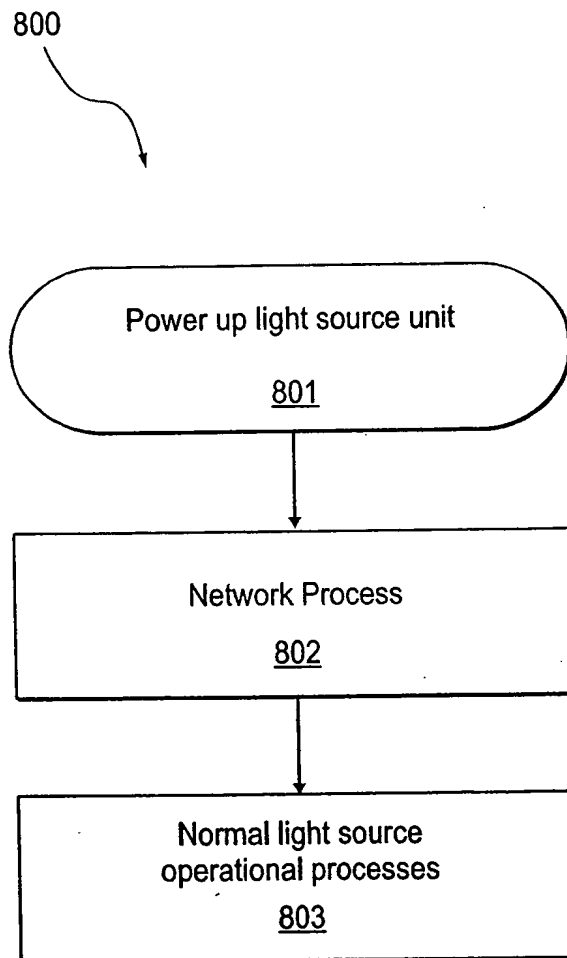 800
Power up light source unit
801
Network Process
802
Normal light source
operational processes
803